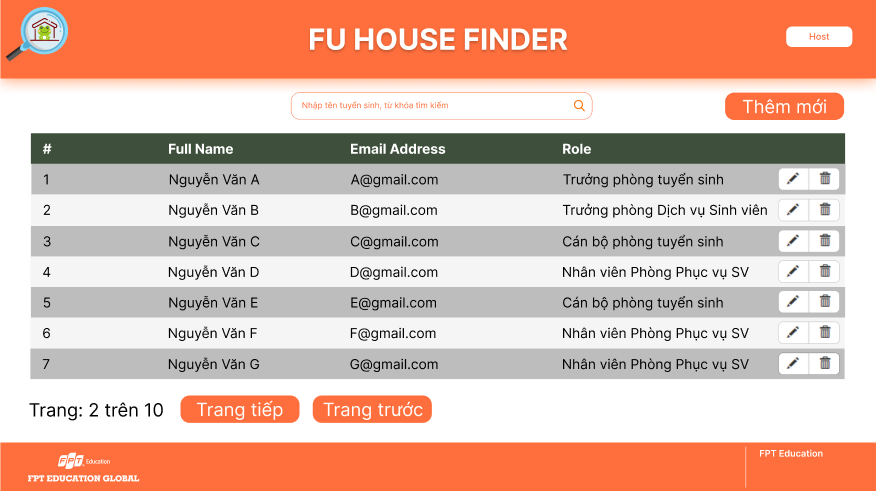 FU HOUSE FINDER
Host
Nhập tên tuyển sinh, từ khóa tìm kiếm
Thêm mới
# Full Name Email Address Role
1 Nguyễn Văn A A@gmail.com Trưởng phòng tuyển sinh
2 Nguyễn Văn B B@gmail.com Trưởng phòng Dịch vụ Sinh viên
3 Nguyễn Văn C C@gmail.com Cán bộ phòng tuyển sinh
4 Nguyễn Văn D D@gmail.com Nhân viên Phòng Phục vụ SV
5 Nguyễn Văn E E@gmail.com Cán bộ phòng tuyển sinh
6 Nguyễn Văn F F@gmail.com Nhân viên Phòng Phục vụ SV
7 Nguyễn Văn G G@gmail.com Nhân viên Phòng Phục vụ SV
Trang: 2 trên 10 Trang tiếp Trang trước
FPT Education
FPT EDUCATION GLOBAL
FPT Education